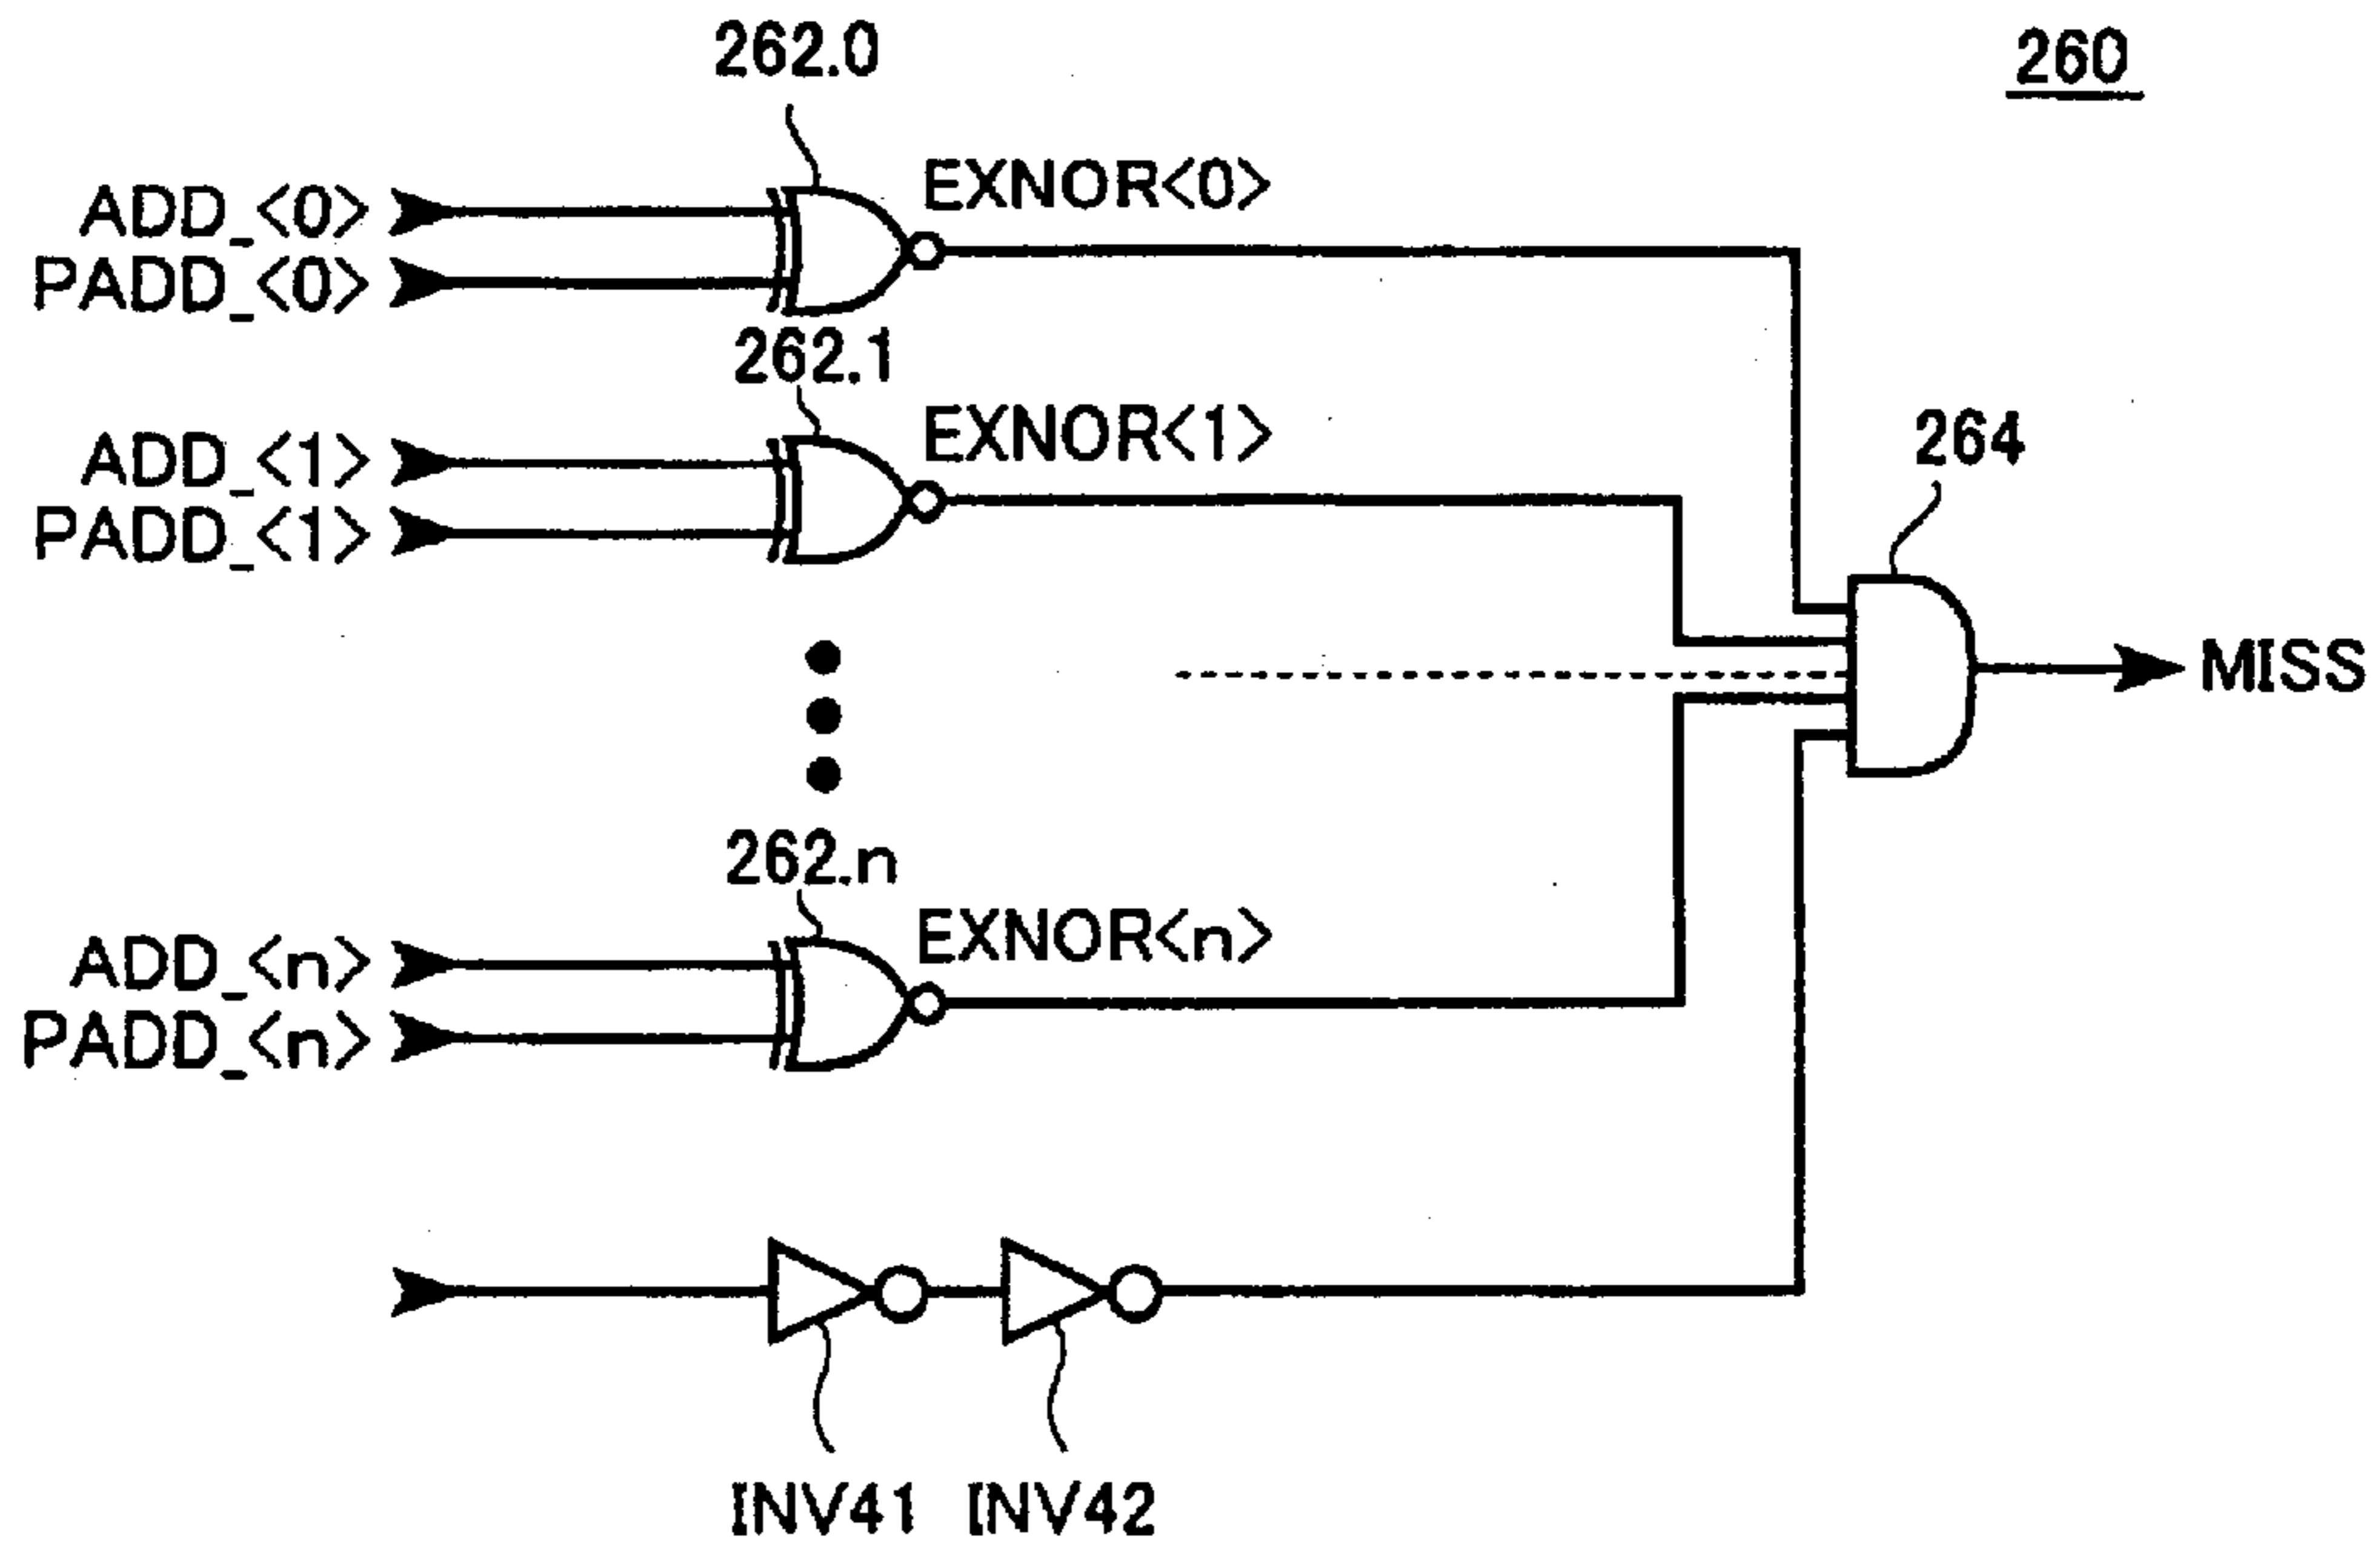 262.0
260
ADD_<0>
EXNOR<0>
PADD_<0>
262.1
ADD_<1>
EXNOR<1>
264
PADD_<1>
MISS
262.n
ADD_<n>
EXNOR<n>
PADD_<n>
INV41
INV42